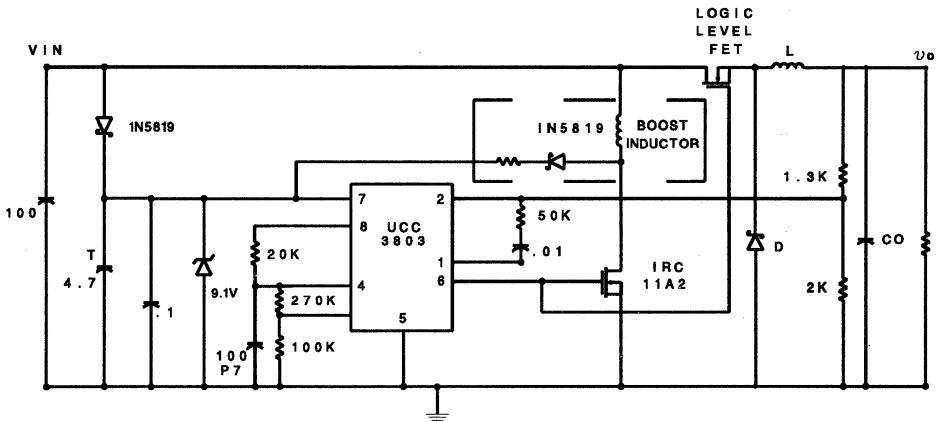 LOGIC
LEVEL
FET
VIN
L
υo
1N5819
IN5819
BOOST
INDUCTOR
1.3K
100
7
2
8
UCC
3803
50K
.01
20K
1
CO
T
4.7
9.1V
4
6
IRC
11A2
D
270K
2K
.1
5
100
P7
100K